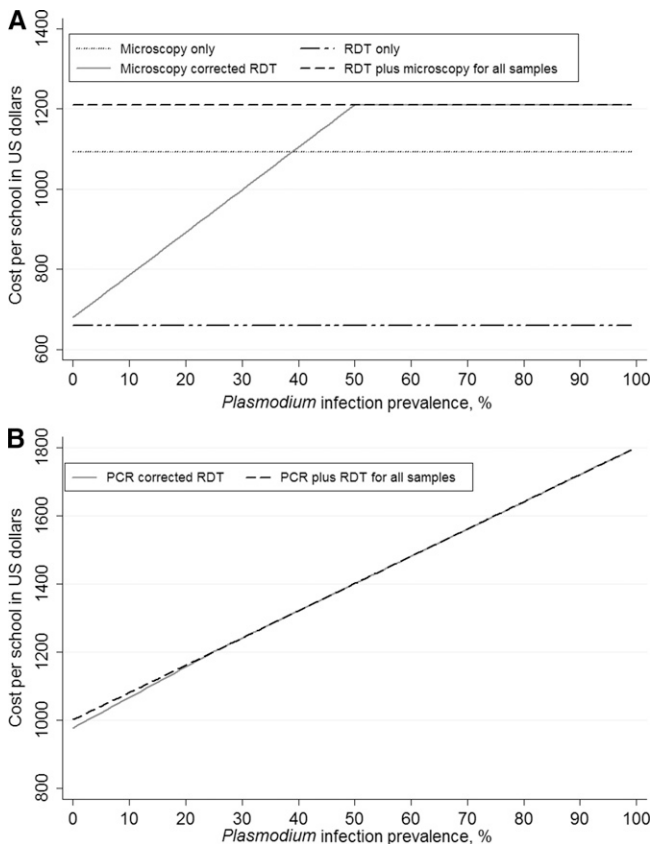 A
Cost per school in US dollars
1400
1200
1000
800
600
Microscopy only
RDT only
Microscopy corrected RDT
RDT plus microscopy for all samples
0 10 20 30 40 50 60 70 80 90 100
Plasmodium infection prevalence, %
B
Cost per school in US dollars
1800
1600
1400
1200
1000
800
PCR corrected RDT
PCR plus RDT for all samples
0 10 20 30 40 50 60 70 80 90 100
Plasmodium infection prevalence, %